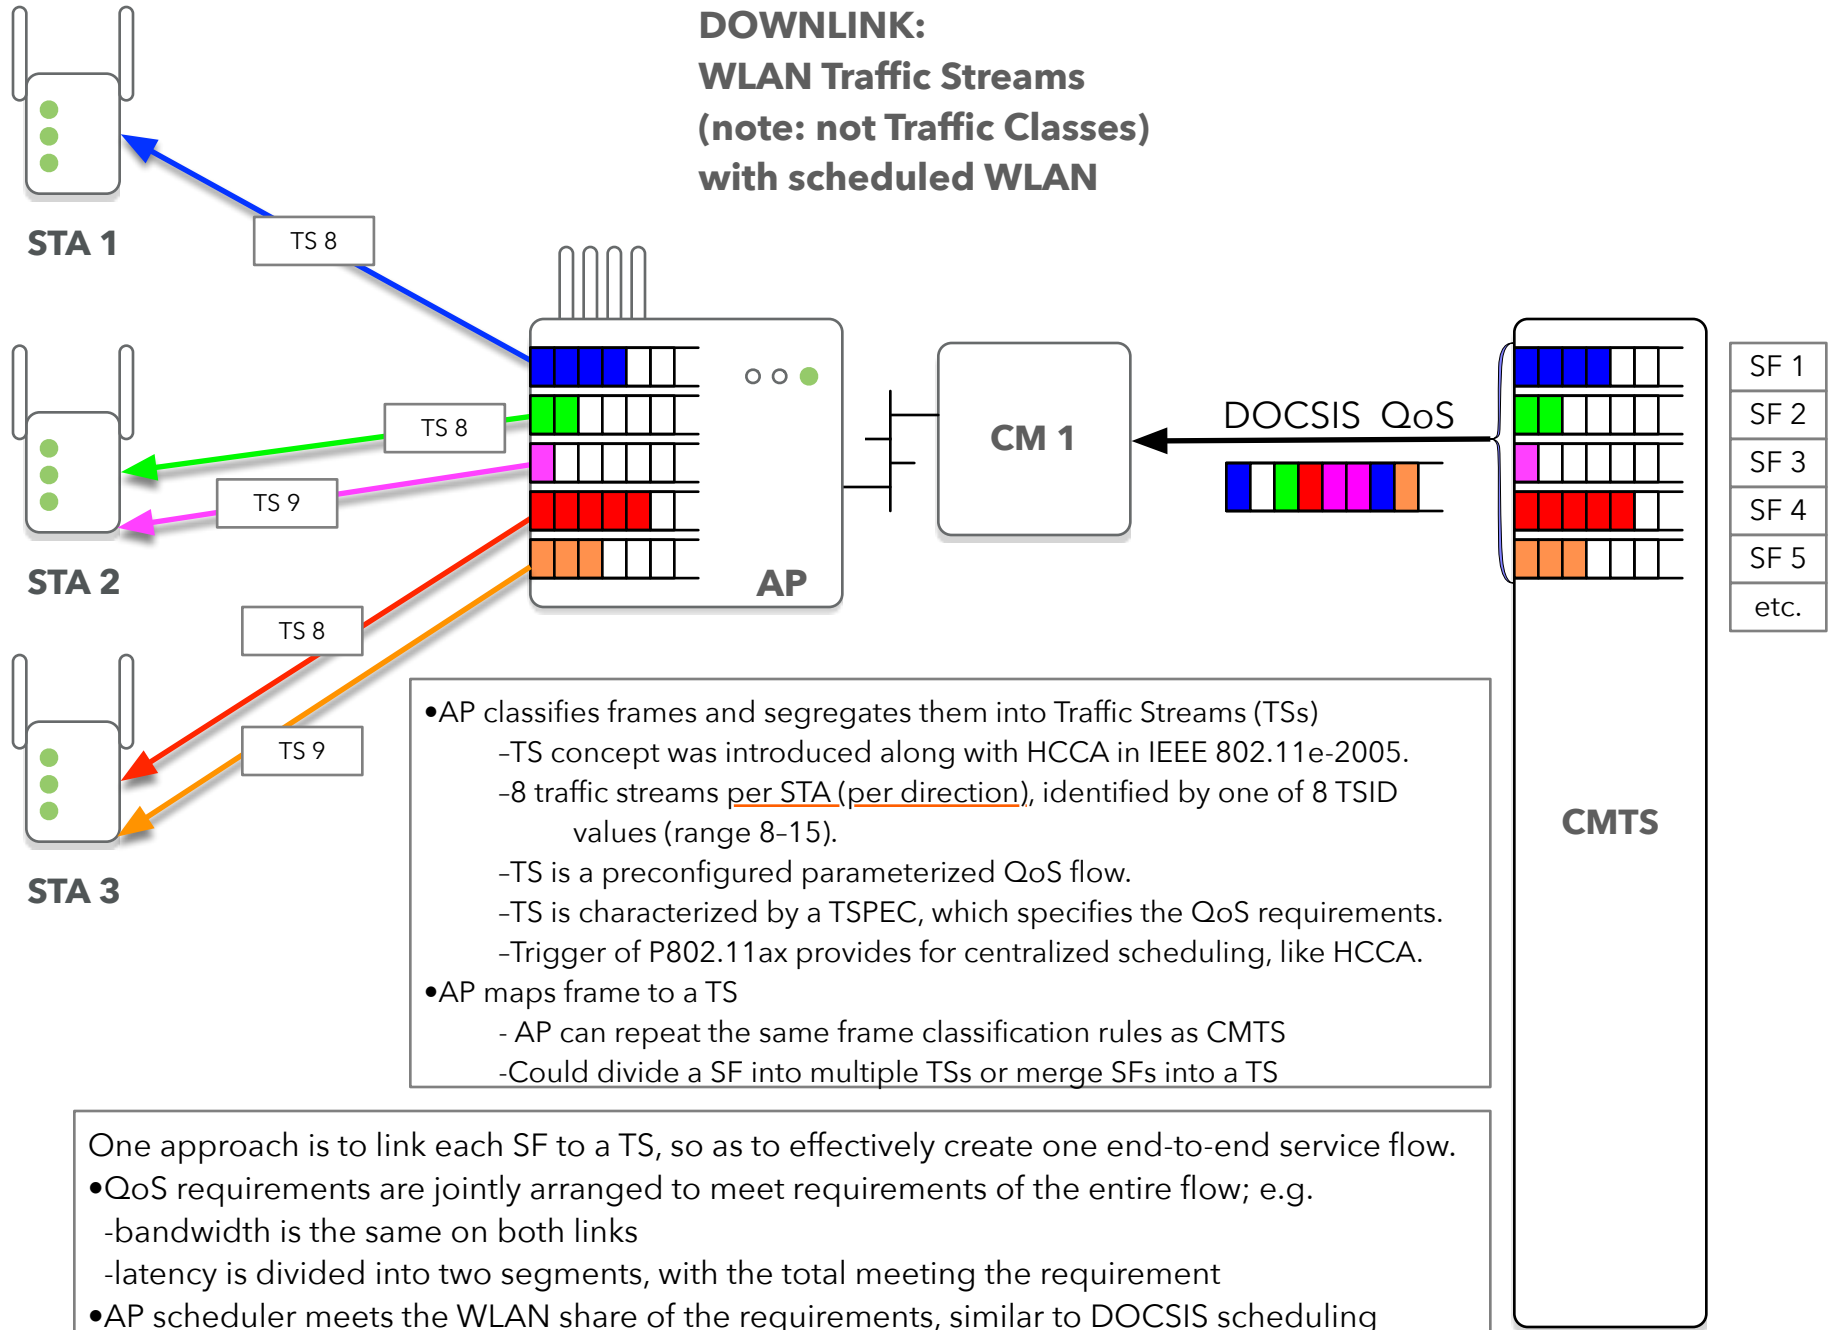 DOWNLINK:
WLAN Traffic Streams
(note: not Traffic Classes)
with scheduled WLAN
STA 1
TS 8
STA 2
TS 8
TS 9
STA 3
TS 8
TS 9
AP
CM 1
DOCSIS QoS
SF 1
SF 2
SF 3
SF 4
SF 5
etc.
CMTS
•AP classifies frames and segregates them into Traffic Streams (TSs)
–TS concept was introduced along with HCCA in IEEE 802.11e-2005.
–8 traffic streams per STA (per direction), identified by one of 8 TSID
values (range 8–15).
–TS is a preconfigured parameterized QoS flow.
–TS is characterized by a TSPEC, which specifies the QoS requirements.
–Trigger of P802.11ax provides for centralized scheduling, like HCCA.
•AP maps frame to a TS
- AP can repeat the same frame classification rules as CMTS
-Could divide a SF into multiple TSs or merge SFs into a TS
One approach is to link each SF to a TS, so as to effectively create one end-to-end service flow.
•QoS requirements are jointly arranged to meet requirements of the entire flow; e.g.
-bandwidth is the same on both links
-latency is divided into two segments, with the total meeting the requirement
•AP scheduler meets the WLAN share of the requirements, similar to DOCSIS scheduling